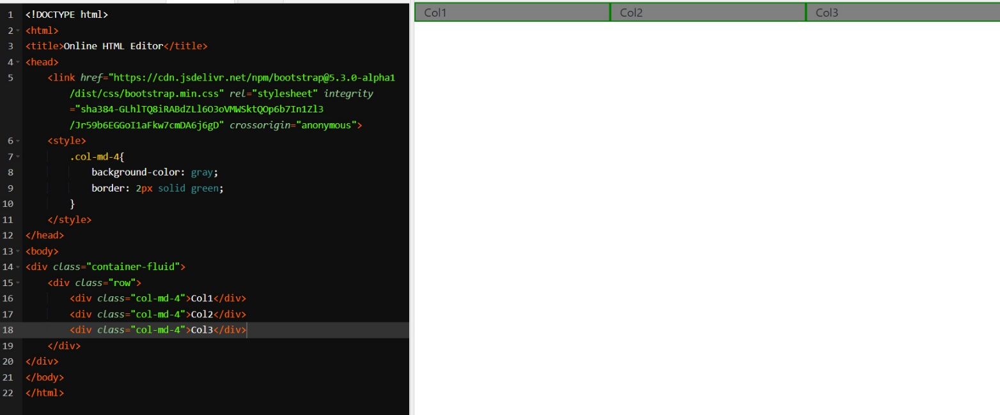 1 <!DOCTYPE html>
2 <html>
3 <title>Online HTML Editor</title>
4 <head>
5 <link href="https://cdn.jsdelivr.net/npm/bootstrap@5.3.0-alpha1
/dist/css/bootstrap.min.css" rel="stylesheet" integrity
="sha384-GLhlTQ8iRABdZLl6O3oVMWSktQOp6b7In1Zl3
/Jr59b6EGGoI1aFkw7cmDA6j6gD" crossorigin="anonymous">
6 <style>
7 .col-md-4{
8 background-color: gray;
9 border: 2px solid green;
10 }
11 </style>
12 </head>
13 <body>
14 <div class="container-fluid">
15 <div class="row">
16 <div class="col-md-4">Col1</div>
17 <div class="col-md-4">Col2</div>
18 <div class="col-md-4">Col3</div>
19 </div>
20 </div>
21 </body>
22 </html>
Col1 Col2 Col3